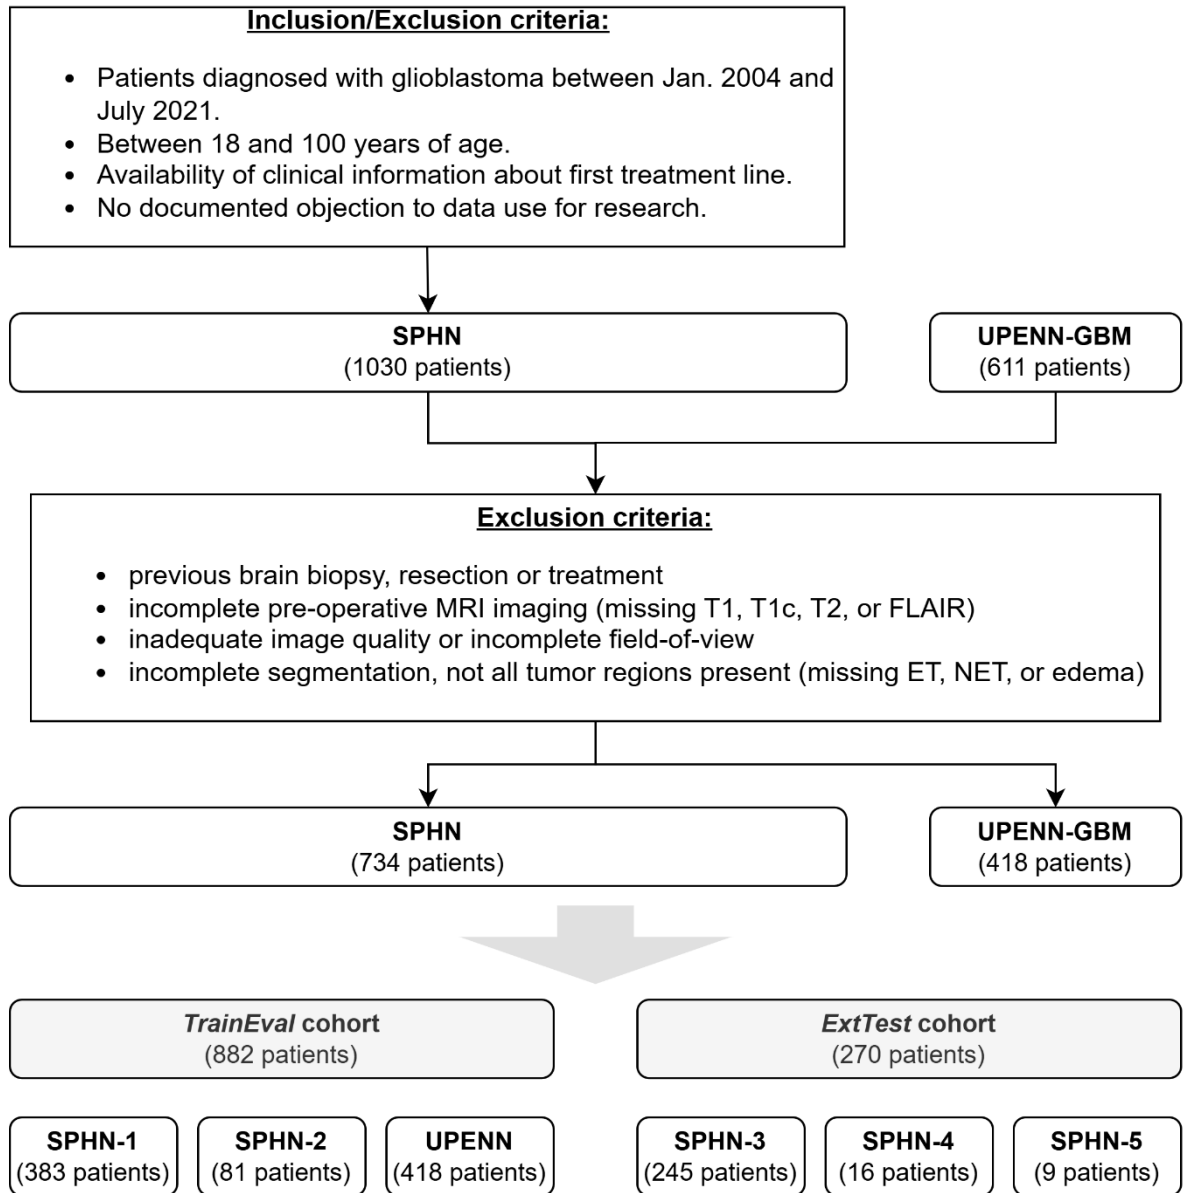 Inclusion/Exclusion criteria:
• Patients diagnosed with glioblastoma between Jan. 2004 and
July 2021.
• Between 18 and 100 years of age.
• Availability of clinical information about first treatment line.
• No documented objection to data use for research.
SPHN
(1030 patients)
UPENN-GBM
(611 patients)
Exclusion criteria:
• previous brain biopsy, resection or treatment
• incomplete pre-operative MRI imaging (missing T1, T1c, T2, or FLAIR)
• inadequate image quality or incomplete field-of-view
• incomplete segmentation, not all tumor regions present (missing ET, NET, or edema)
SPHN
(734 patients)
UPENN-GBM
(418 patients)
TrainEval cohort
(882 patients)
ExtTest cohort
(270 patients)
SPHN-1
(383 patients)
SPHN-2
(81 patients)
UPENN
(418 patients)
SPHN-3
(245 patients)
SPHN-4
(16 patients)
SPHN-5
(9 patients)